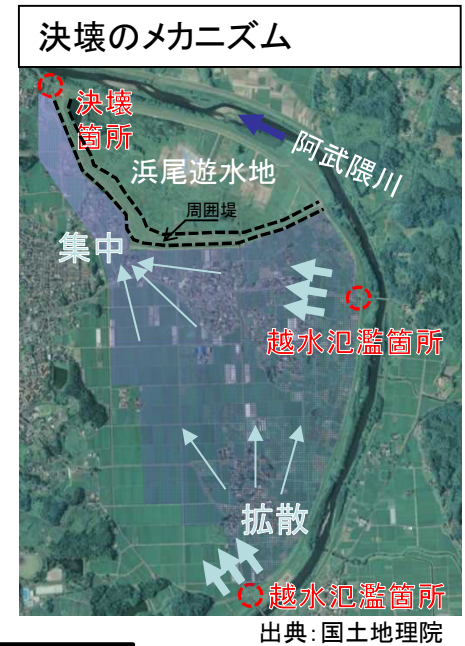 決壊のメカニズム
決壊
箇所
阿武隈川
浜尾遊水地
周囲堤
集中
越水氾濫箇所
拡散
越水氾濫箇所
出典：国土地理院